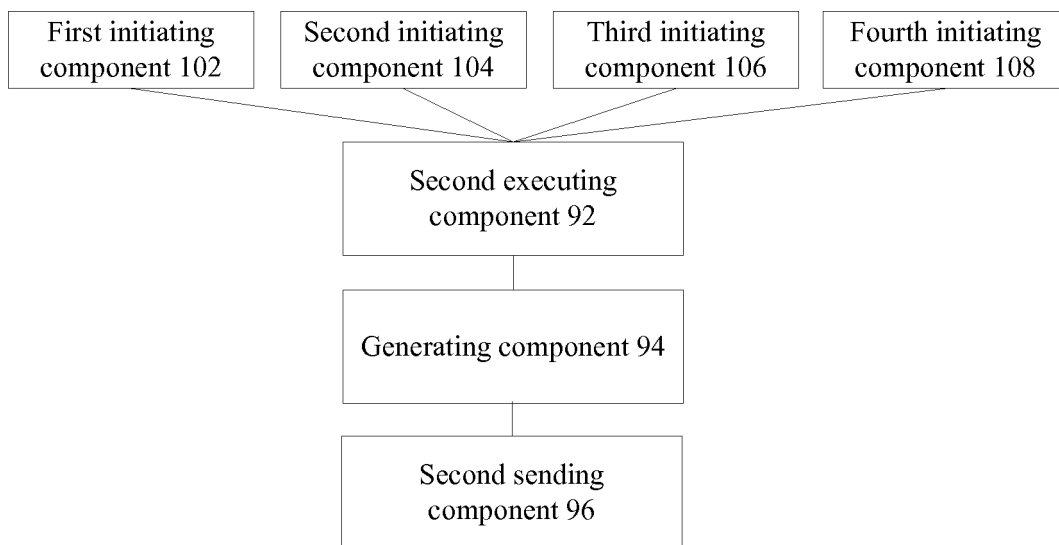 First initiating
component 102
Second initiating
component 104
Third initiating
component 106
Fourth initiating
component 108
Second executing
component 92
Generating component 94
Second sending
component 96